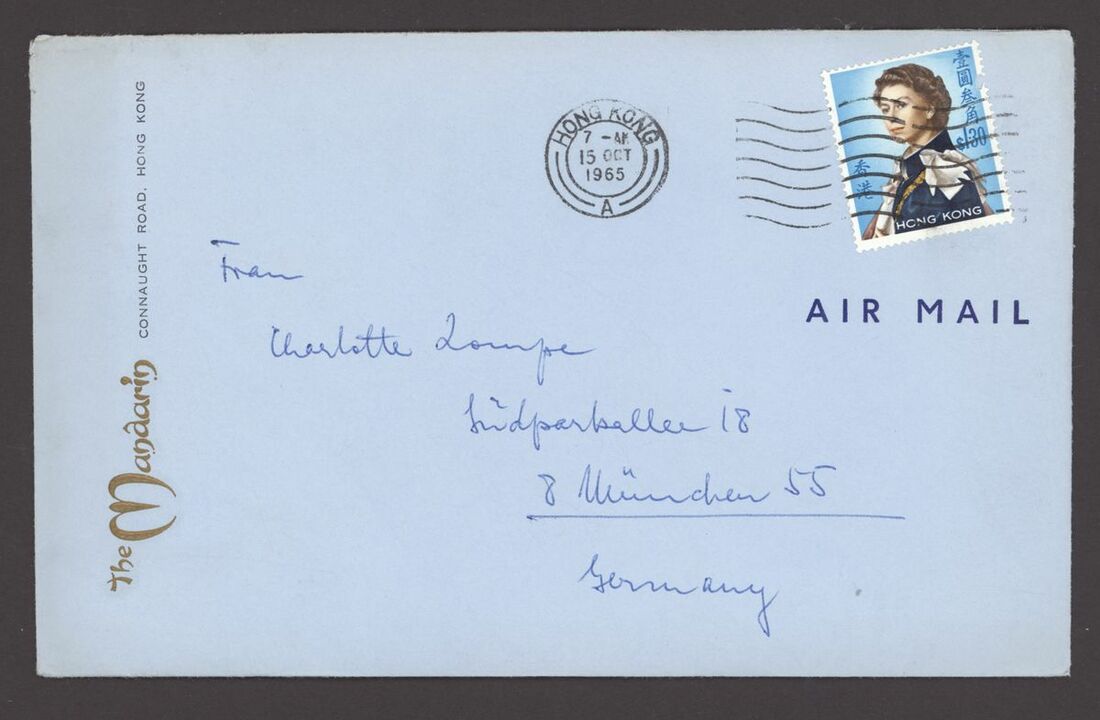 The Mandarin CONNAUGHT ROAD, HONG KONG
HONG KONG
7 - AM
15 OCT
1965
A
壹圓叁角
$1.30
香港
HONG KONG
AIR MAIL
Frau
Charlotte Lompe
Südparkallee 18
8 München 55
Germany